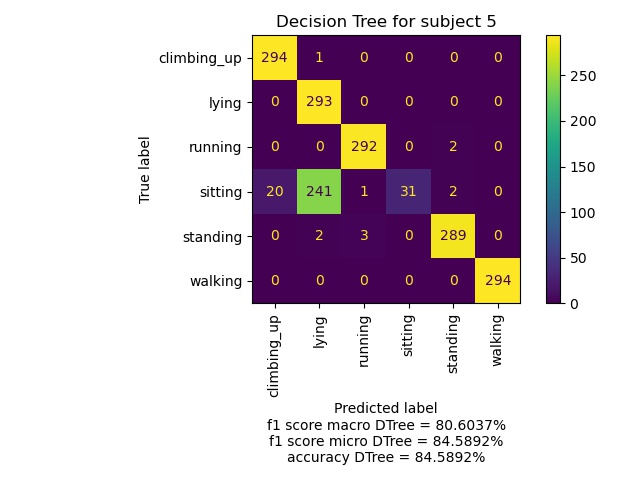 Decision Tree for subject 5
climbing_up 294 1 0 0 0 0
lying 0 293 0 0 0 0
running 0 0 292 0 2 0
sitting 20 241 1 31 2 0
standing 0 2 3 0 289 0
walking 0 0 0 0 0 294
True label
climbing_up lying running sitting standing walking
Predicted label
f1 score macro DTree = 80.6037%
f1 score micro DTree = 84.5892%
accuracy DTree = 84.5892%
250
200
150
100
50
0